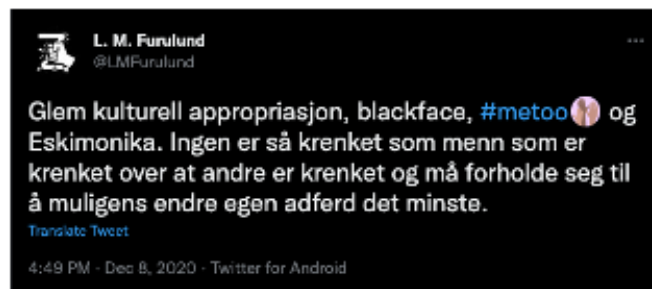 L. M. Furulund
@LMFurulund
Glem kulturell appropriasjon, blackface, #metoo og
Eskimonika. Ingen er så krenket som menn som er
krenket over at andre er krenket og må forholde seg til
å muligens endre egen adferd det minste.
Translate Tweet
4:49 PM · Dec 8, 2020 · Twitter for Android